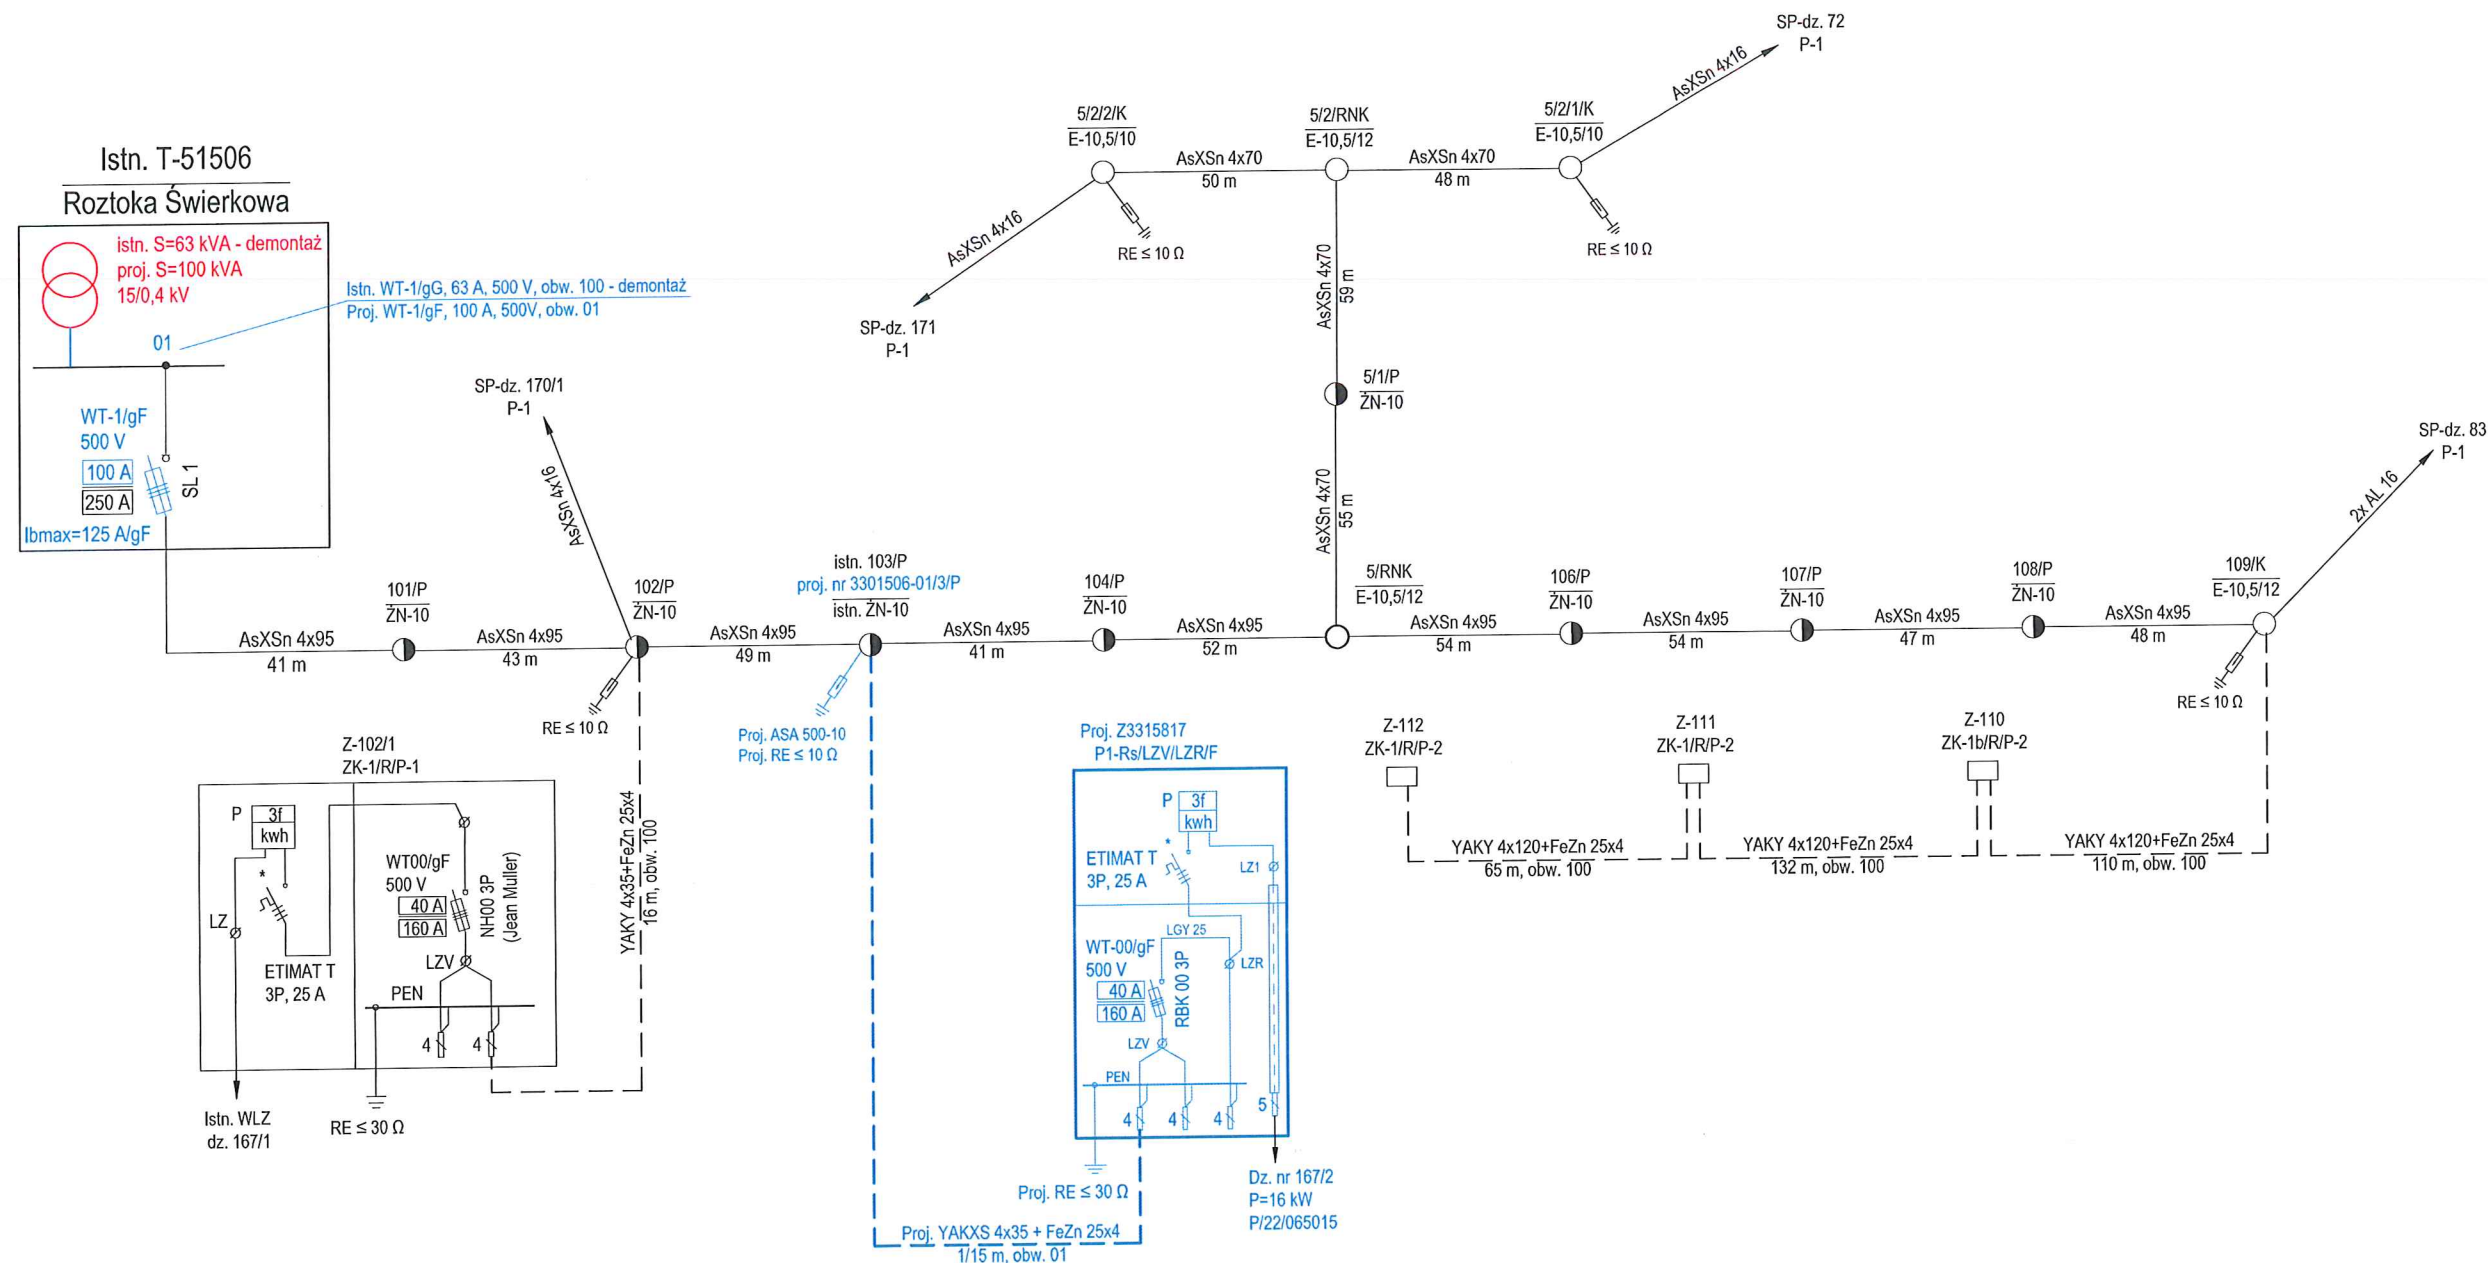 SP-dz. 72
P-1
AsXSn 4x16
5/2/2/K
E-10,5/10
5/2/RNK
E-10,5/12
5/2/1/K
E-10,5/10
AsXSn 4x70
50 m
AsXSn 4x70
48 m
AsXSn 4x16
RE ≤ 10 Ω
RE ≤ 10 Ω
SP-dz. 171
P-1
AsXSn 4x70
59 m
5/1/P
ŻN-10
AsXSn 4x70
55 m
Istn. T-51506
Roztoka Świerkowa
istn. S=63 kVA - demontaż
proj. S=100 kVA
15/0,4 kV
01
Istn. WT-1/gG, 63 A, 500 V, obw. 100 - demontaż
Proj. WT-1/gF, 100 A, 500V, obw. 01
WT-1/gF
500 V
100 A
250 A
SL 1
Ibmax=125 A/gF
SP-dz. 170/1
P-1
AsXSn 4x16
SP-dz. 83
P-1
2x AL 16
101/P
ŻN-10
102/P
ŻN-10
istn. 103/P
proj. nr 3301506-01/3/P
istn. ŻN-10
104/P
ŻN-10
5/RNK
E-10,5/12
106/P
ŻN-10
107/P
ŻN-10
108/P
ŻN-10
109/K
E-10,5/12
AsXSn 4x95
41 m
AsXSn 4x95
43 m
AsXSn 4x95
49 m
AsXSn 4x95
41 m
AsXSn 4x95
52 m
AsXSn 4x95
54 m
AsXSn 4x95
54 m
AsXSn 4x95
47 m
AsXSn 4x95
48 m
RE ≤ 10 Ω
Proj. ASA 500-10
Proj. RE ≤ 10 Ω
RE ≤ 10 Ω
Z-102/1
ZK-1/R/P-1
P
3f
kwh
*
LZ
ETIMAT T
3P, 25 A
WT00/gF
500 V
40 A
160 A
NH00 3P
(Jean Muller)
LZV
PEN
4
4
Istn. WLZ
dz. 167/1
RE ≤ 30 Ω
YAKY 4x35+FeZn 25x4
16 m, obw. 100
Proj. Z3315817
P1-Rs/LZV/LZR/F
P
3f
kwh
*
ETIMAT T
3P, 25 A
LZ1
LGY 25
WT-00/gF
500 V
40 A
160 A
RBK 00 3P
LZR
LZV
PEN
4
4
4
5
Proj. RE ≤ 30 Ω
Dz. nr 167/2
P=16 kW
P/22/065015
Proj. YAKXS 4x35 + FeZn 25x4
1/15 m, obw. 01
Z-112
ZK-1/R/P-2
Z-111
ZK-1/R/P-2
Z-110
ZK-1b/R/P-2
YAKY 4x120+FeZn 25x4
65 m, obw. 100
YAKY 4x120+FeZn 25x4
132 m, obw. 100
YAKY 4x120+FeZn 25x4
110 m, obw. 100